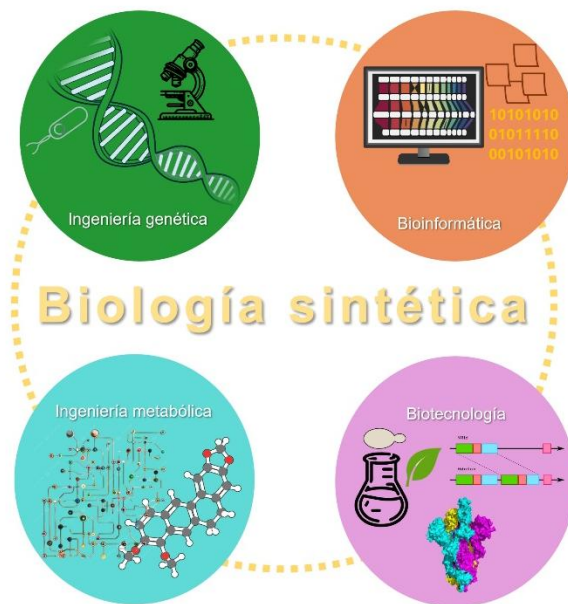 10101010
01011110
00101010
Ingeniería genética
Bioinformática
Biología sintética
Ingeniería metabólica
Biotecnología